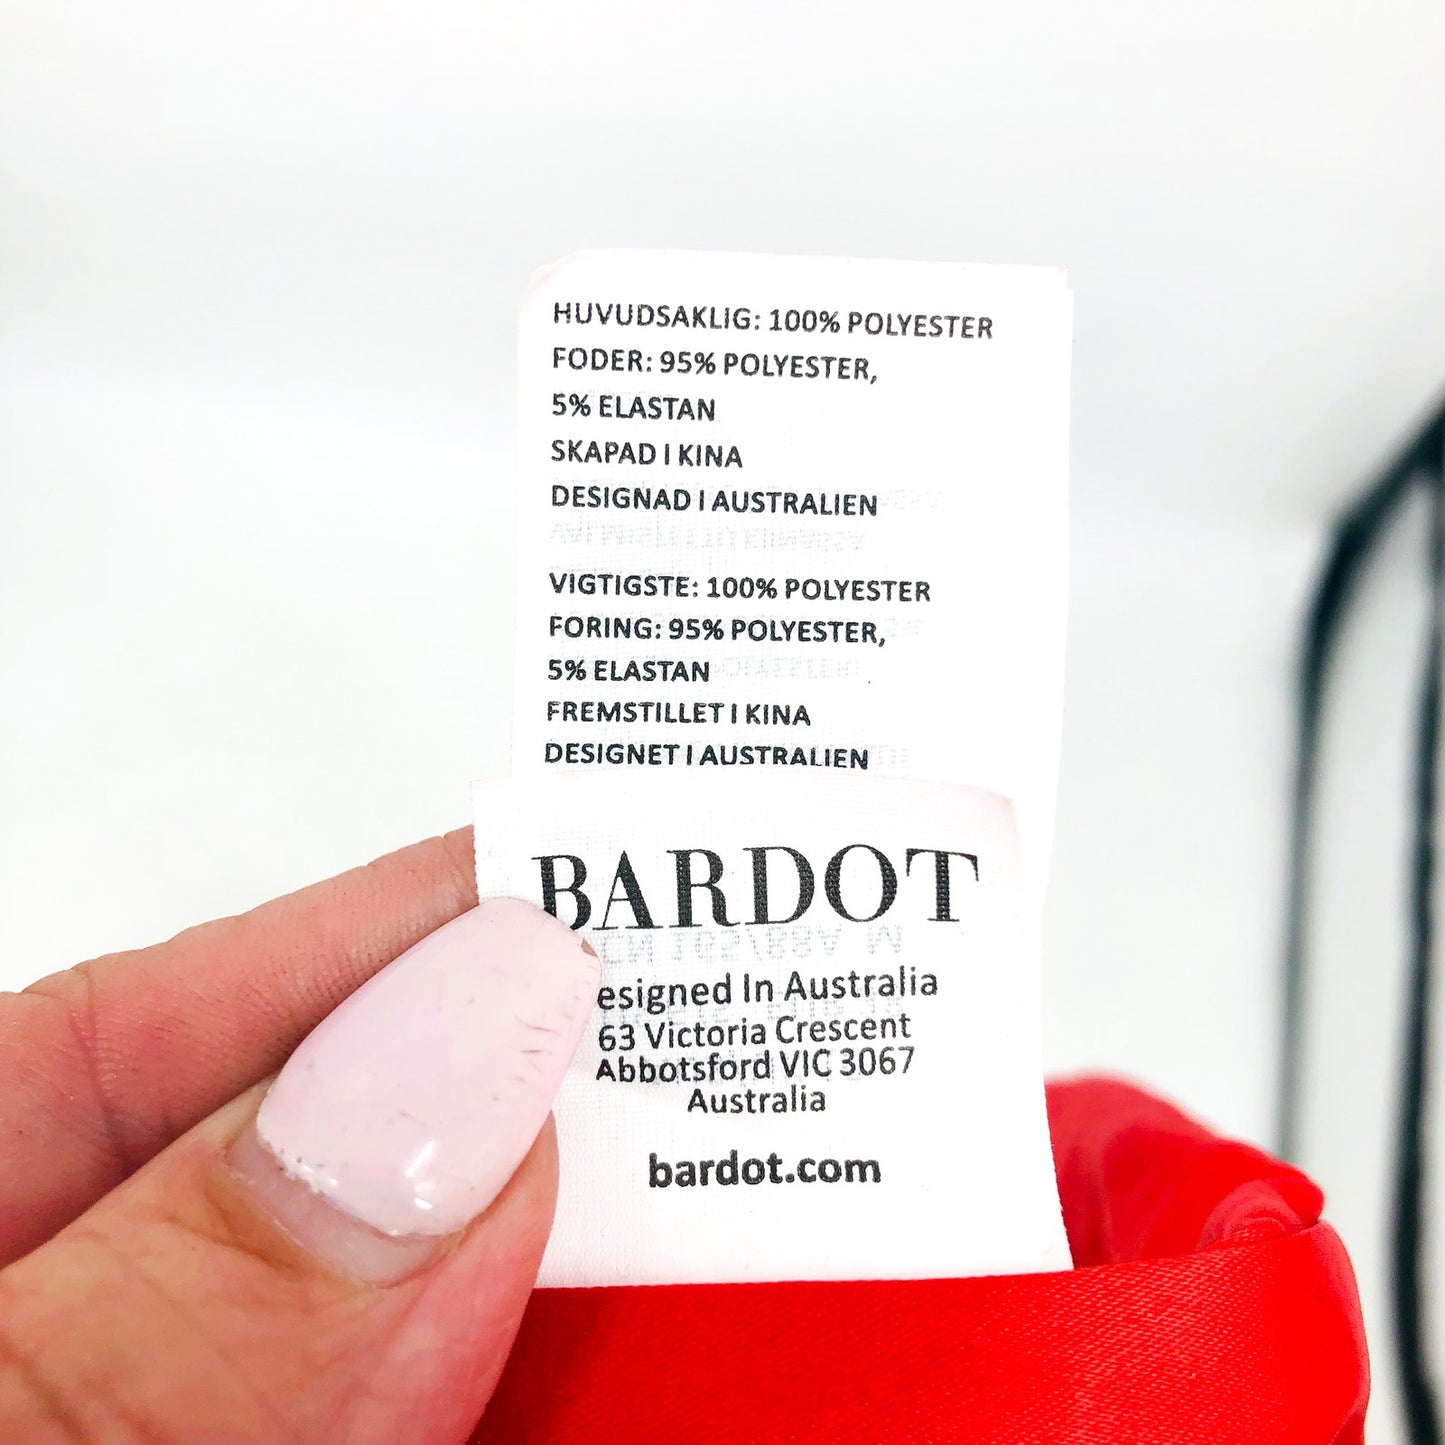 HUVUDSAKLIG: 100% POLYESTER
FODER: 95% POLYESTER,
5% ELASTAN
SKAPAD I KINA
DESIGNAD I AUSTRALIEN
VIGTIGSTE: 100% POLYESTER
FORING: 95% POLYESTER,
5% ELASTAN
FREMSTILLET I KINA
DESIGNET I AUSTRALIEN
BARDOT
esigned In Australia
63 Victoria Crescent
Abbotsford VIC 3067
Australia
bardot.com